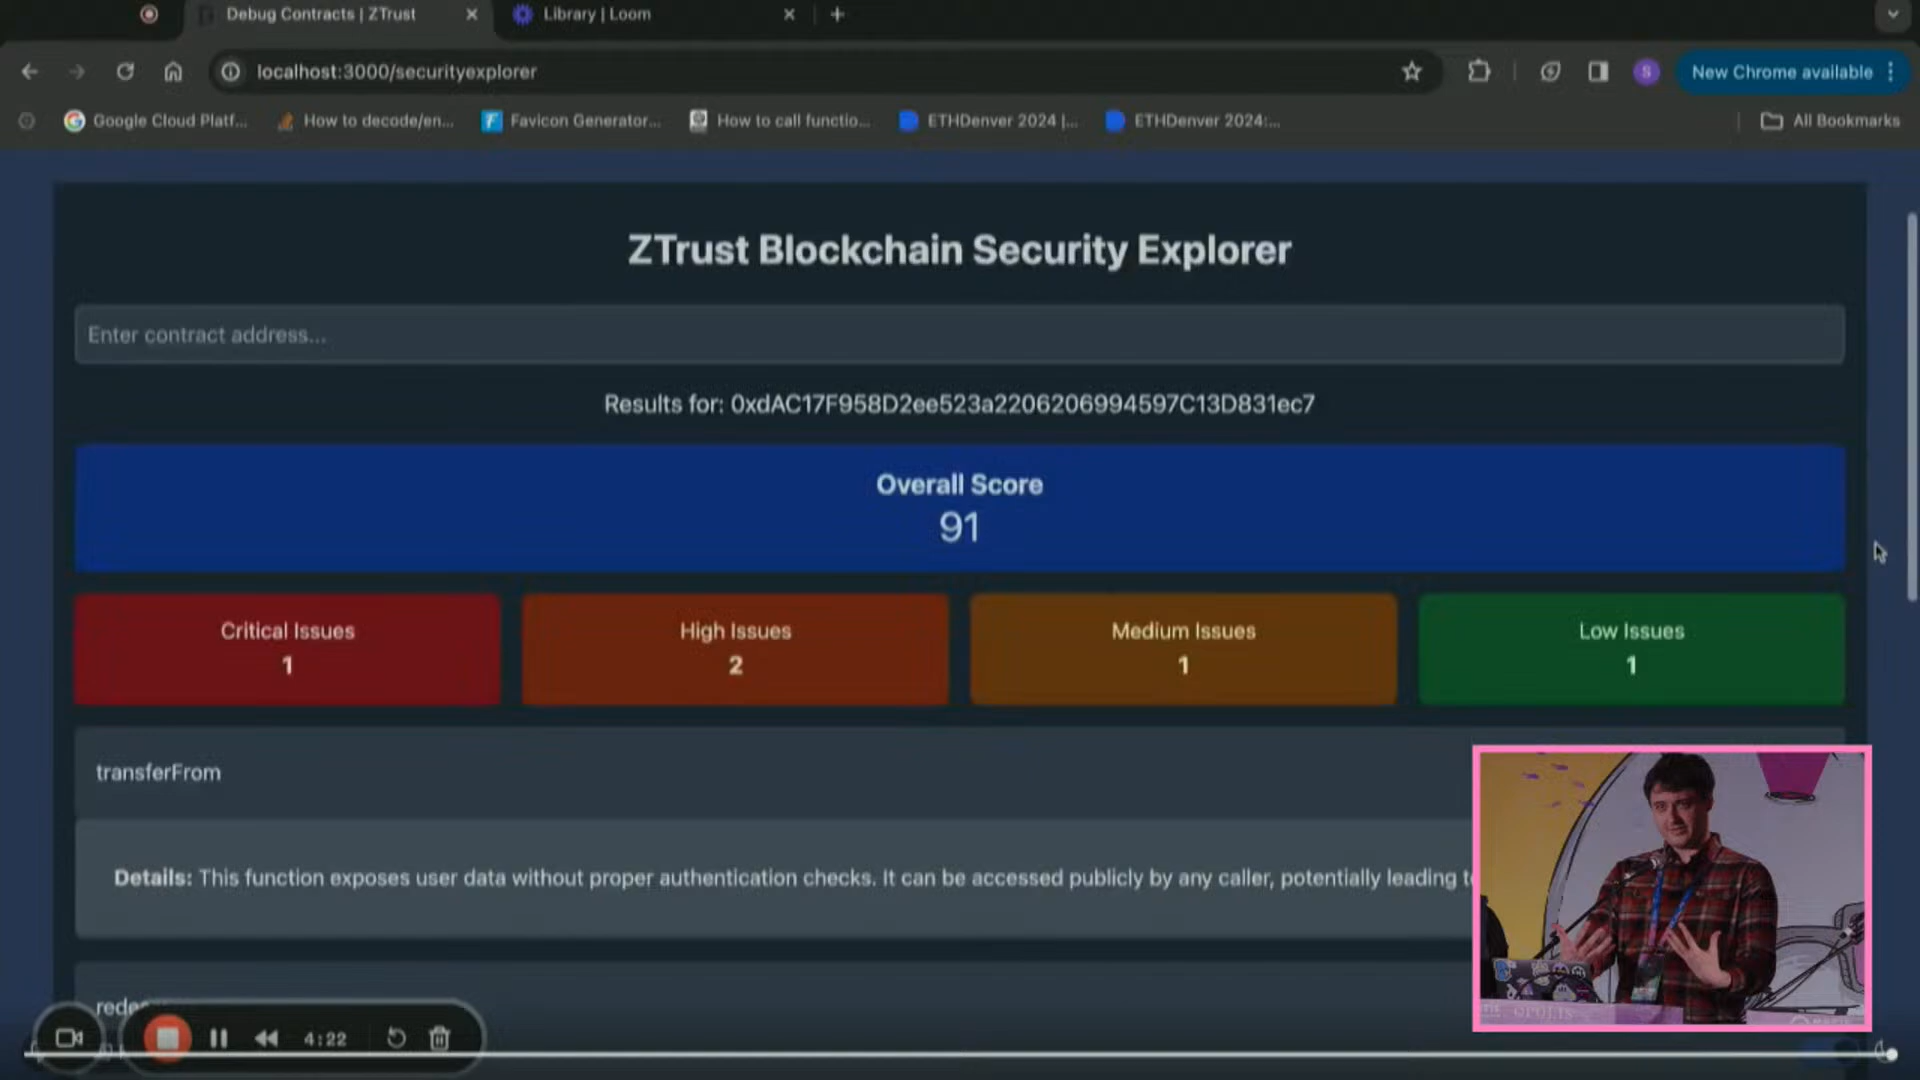 Debug Contracts | ZTrust
Library | Loom
localhost:3000/securityexplorer
S
New Chrome available
Google Cloud Platf...
How to decode/en...
Favicon Generator...
How to call functio...
ETHDenver 2024 |...
ETHDenver 2024:...
All Bookmarks
ZTrust Blockchain Security Explorer
Enter contract address...
Results for: 0xdAC17F958D2ee523a2206206994597C13D831ec7
Overall Score
91
Critical Issues
1
High Issues
2
Medium Issues
1
Low Issues
1
transferFrom
Details: This function exposes user data without proper authentication checks. It can be accessed publicly by any caller, potentially leading t
rede
4:22
OPOLIS